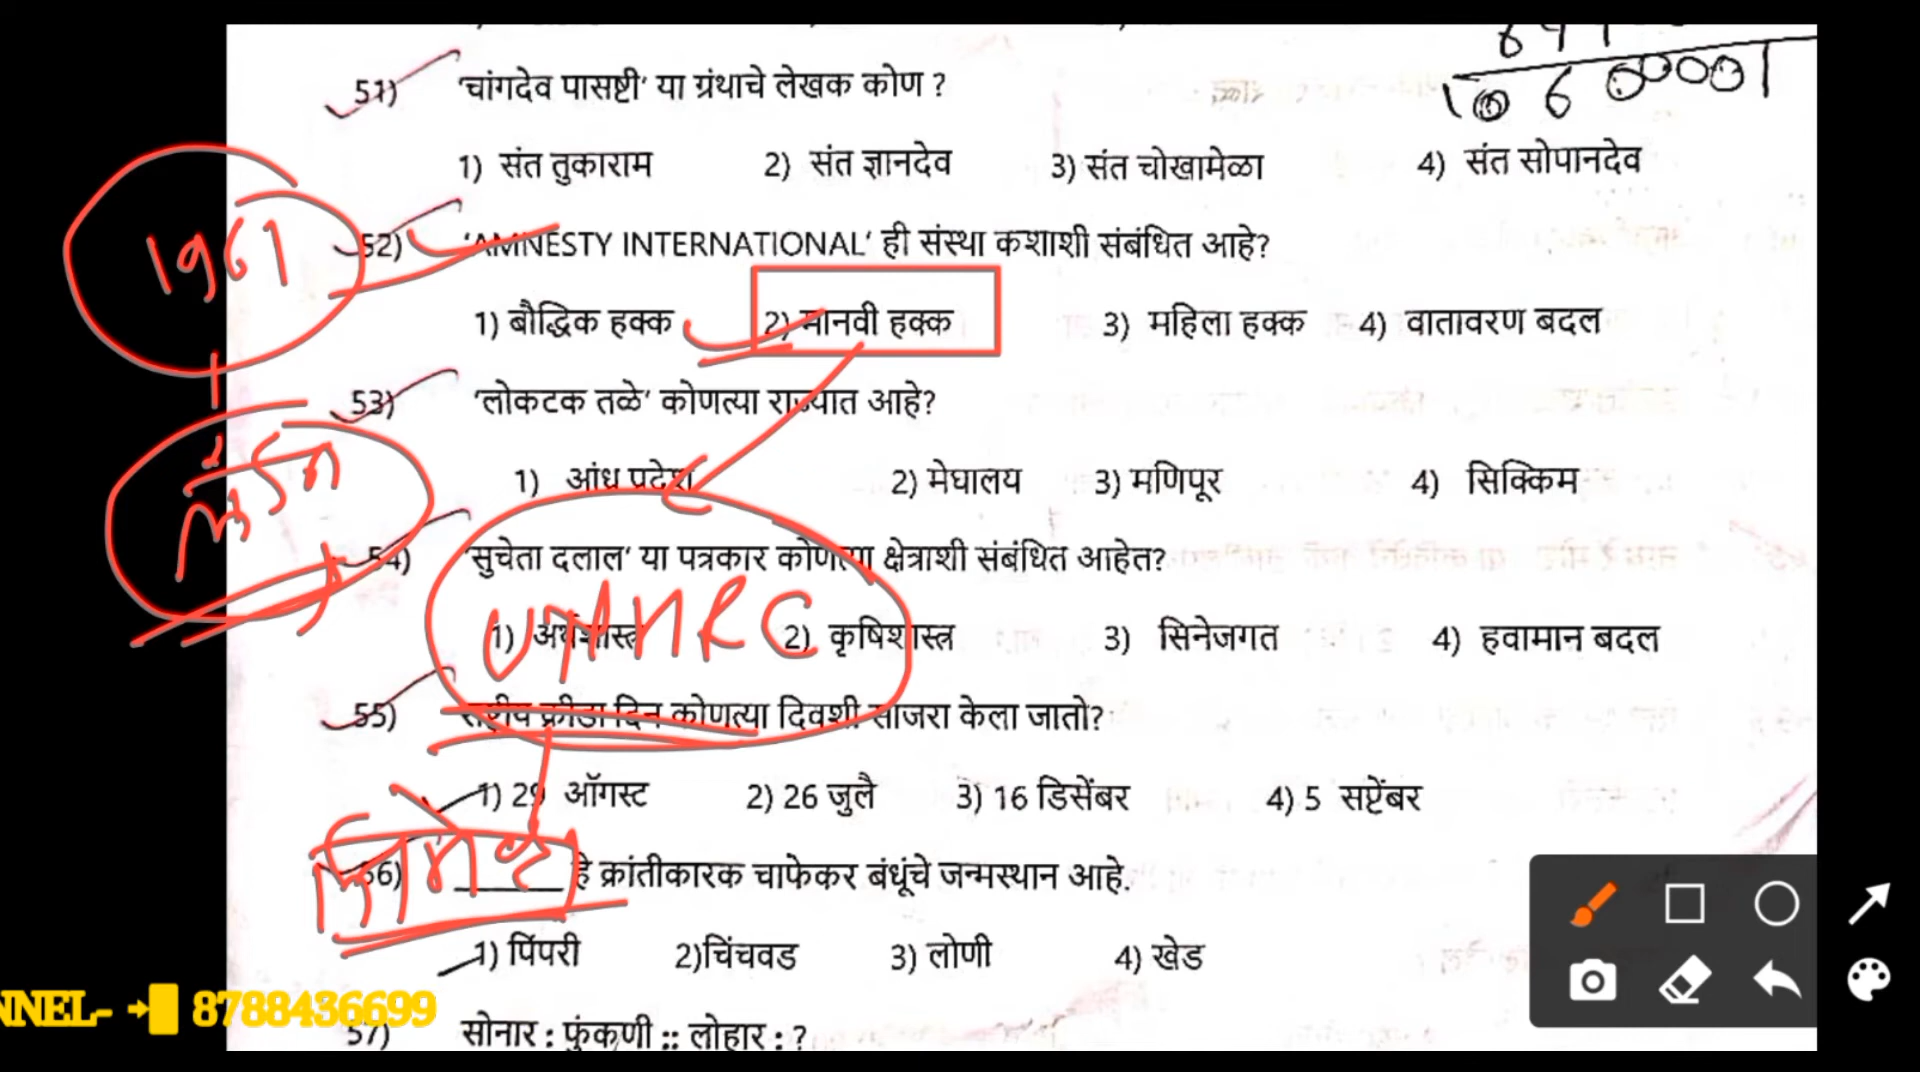 51) 'चांगदेव पासष्टी' या ग्रंथाचे लेखक कोण ?
1) संत तुकाराम 2) संत ज्ञानदेव 3) संत चोखामेळा 4) संत सोपानदेव
1961
52) 'AMNESTY INTERNATIONAL' ही संस्था कशाशी संबंधित आहे?
1) बौद्धिक हक्क 2) मानवी हक्क 3) महिला हक्क 4) वातावरण बदल
53) 'लोकटक तळे' कोणत्या राज्यात आहे?
1) आंध्र प्रदेश 2) मेघालय 3) मणिपूर 4) सिक्किम
54) 'सुचेता दलाल' या पत्रकार कोणत्या क्षेत्राशी संबंधित आहेत?
1) अर्थशास्त्र 2) कृषिशास्त्र 3) सिनेजगत 4) हवामान बदल
55) राष्ट्रीय क्रीडा दिन कोणत्या दिवशी साजरा केला जातो?
1) 29 ऑगस्ट 2) 26 जुलै 3) 16 डिसेंबर 4) 5 सप्टेंबर
56) ______ हे क्रांतीकारक चाफेकर बंधूंचे जन्मस्थान आहे.
1) पिंपरी 2)चिंचवड 3) लोणी 4) खेड
NNEL- 8788436699
57) सोनार : फुंकणी :: लोहार : ?